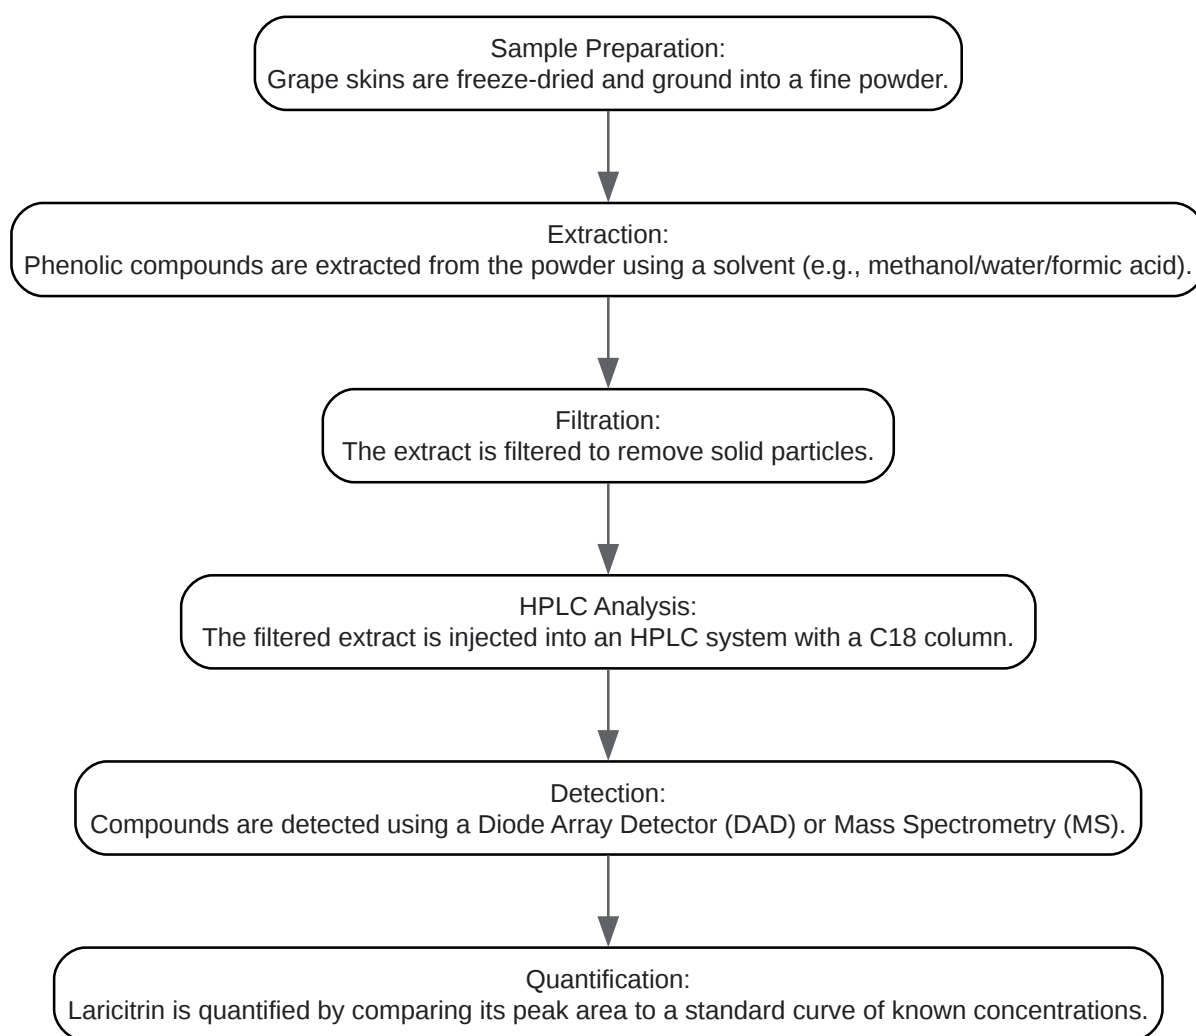 Sample Preparation:
Grape skins are freeze-dried and ground into a fine powder.
Extraction:
Phenolic compounds are extracted from the powder using a solvent (e.g., methanol/water/formic acid).
Filtration:
The extract is filtered to remove solid particles.
HPLC Analysis:
The filtered extract is injected into an HPLC system with a C18 column.
Detection:
Compounds are detected using a Diode Array Detector (DAD) or Mass Spectrometry (MS).
Quantification:
Laricitrin is quantified by comparing its peak area to a standard curve of known concentrations.